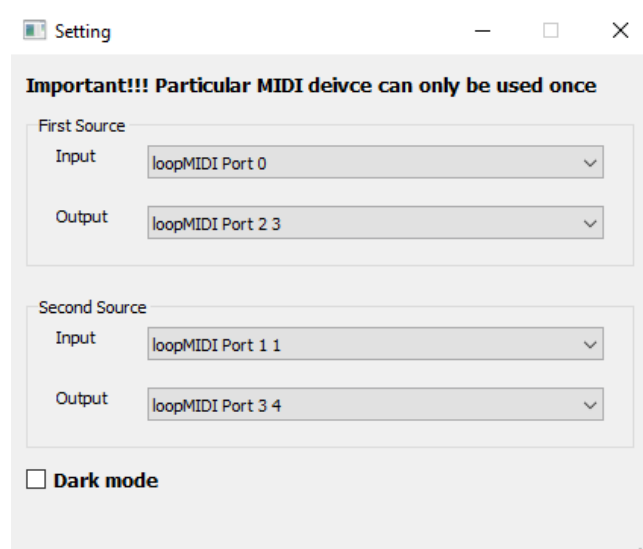 Setting
Important!!! Particular MIDI deivce can only be used once
First Source
Input loopMIDI Port 0
Output loopMIDI Port 2 3
Second Source
Input loopMIDI Port 1 1
Output loopMIDI Port 3 4
Dark mode